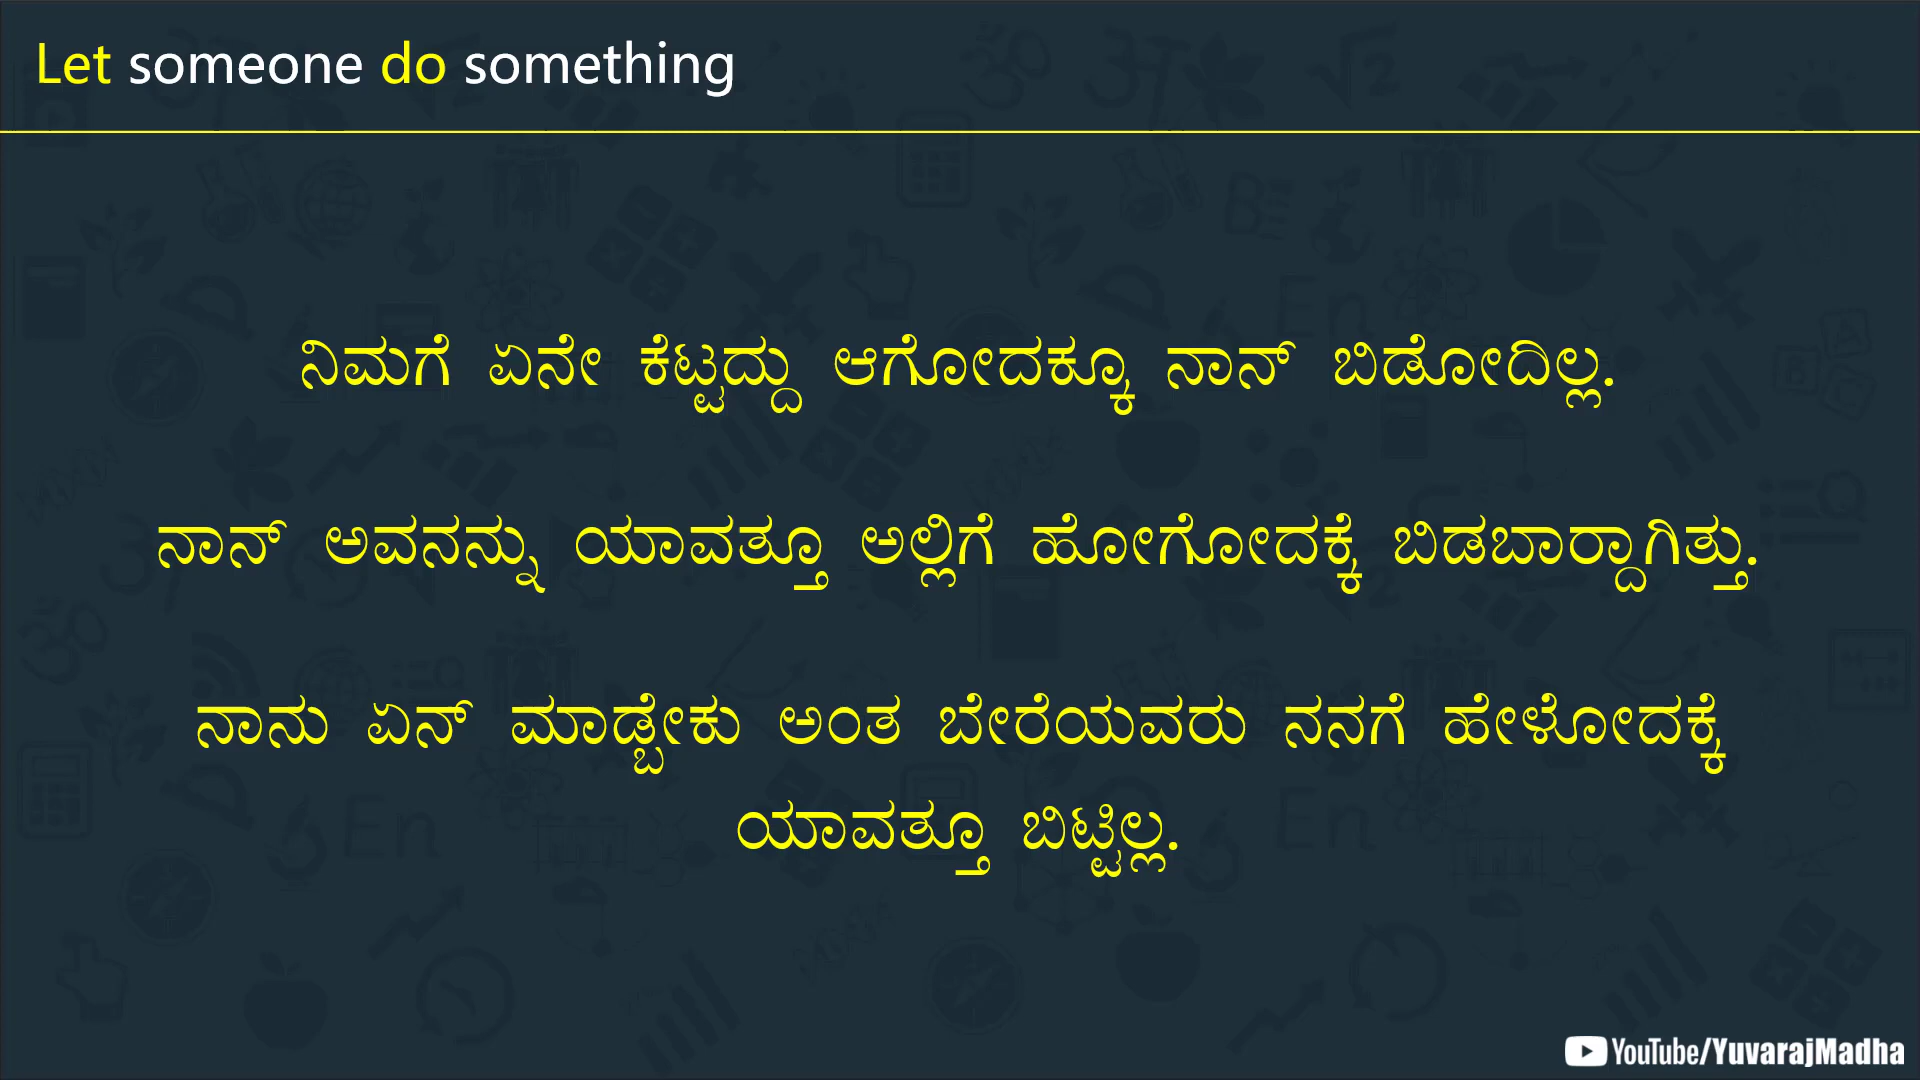 Let someone do something
ನಿಮಗೆ ಏನೇ ಕೆಟ್ಟದ್ದು ಆಗೋದಕ್ಕೂ ನಾನ್ ಬಿಡೋದಿಲ್ಲ.
ನಾನ್ ಅವನನ್ನು ಯಾವತ್ತೂ ಅಲ್ಲಿಗೆ ಹೋಗೋದಕ್ಕೆ ಬಿಡಬಾರ್‍ದಾಗಿತ್ತು.
ನಾನು ಏನ್ ಮಾಡ್ಬೇಕು ಅಂತ ಬೇರೆಯವರು ನನಗೆ ಹೇಳೋದಕ್ಕೆ
ಯಾವತ್ತೂ ಬಿಟ್ಟಿಲ್ಲ.
YouTube/YuvarajMadha